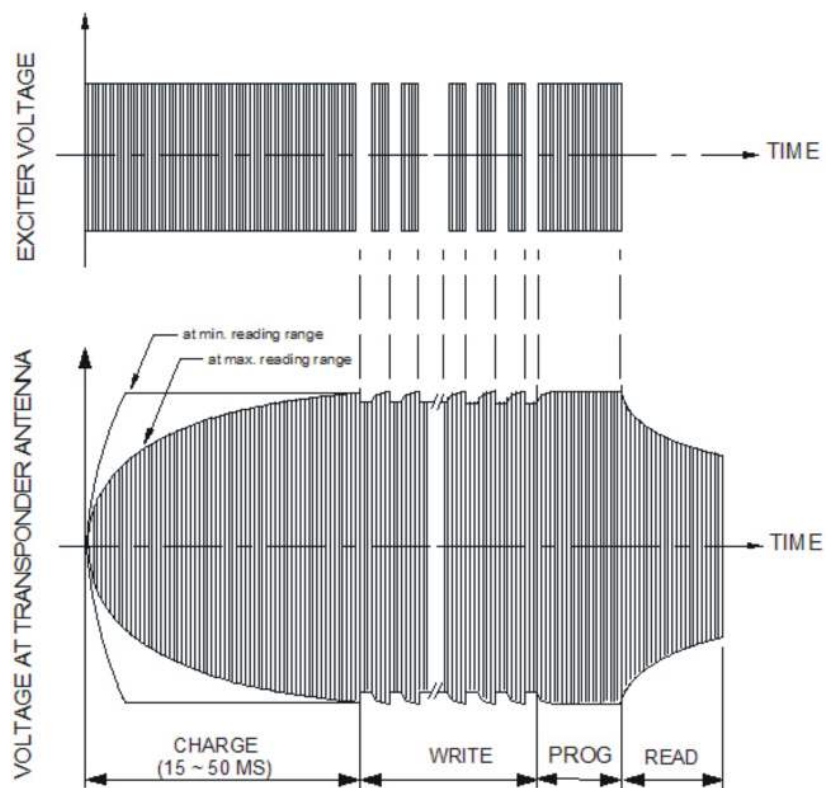 EXCITER VOLTAGE
TIME
at min. reading range
at max. reading range
VOLTAGE AT TRANSPONDER ANTENNA
TIME
CHARGE
(15 ~ 50 MS)
WRITE
PROG
READ